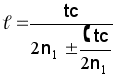 ℓ = tc / (2n₁ ± (tc / 2n₁))